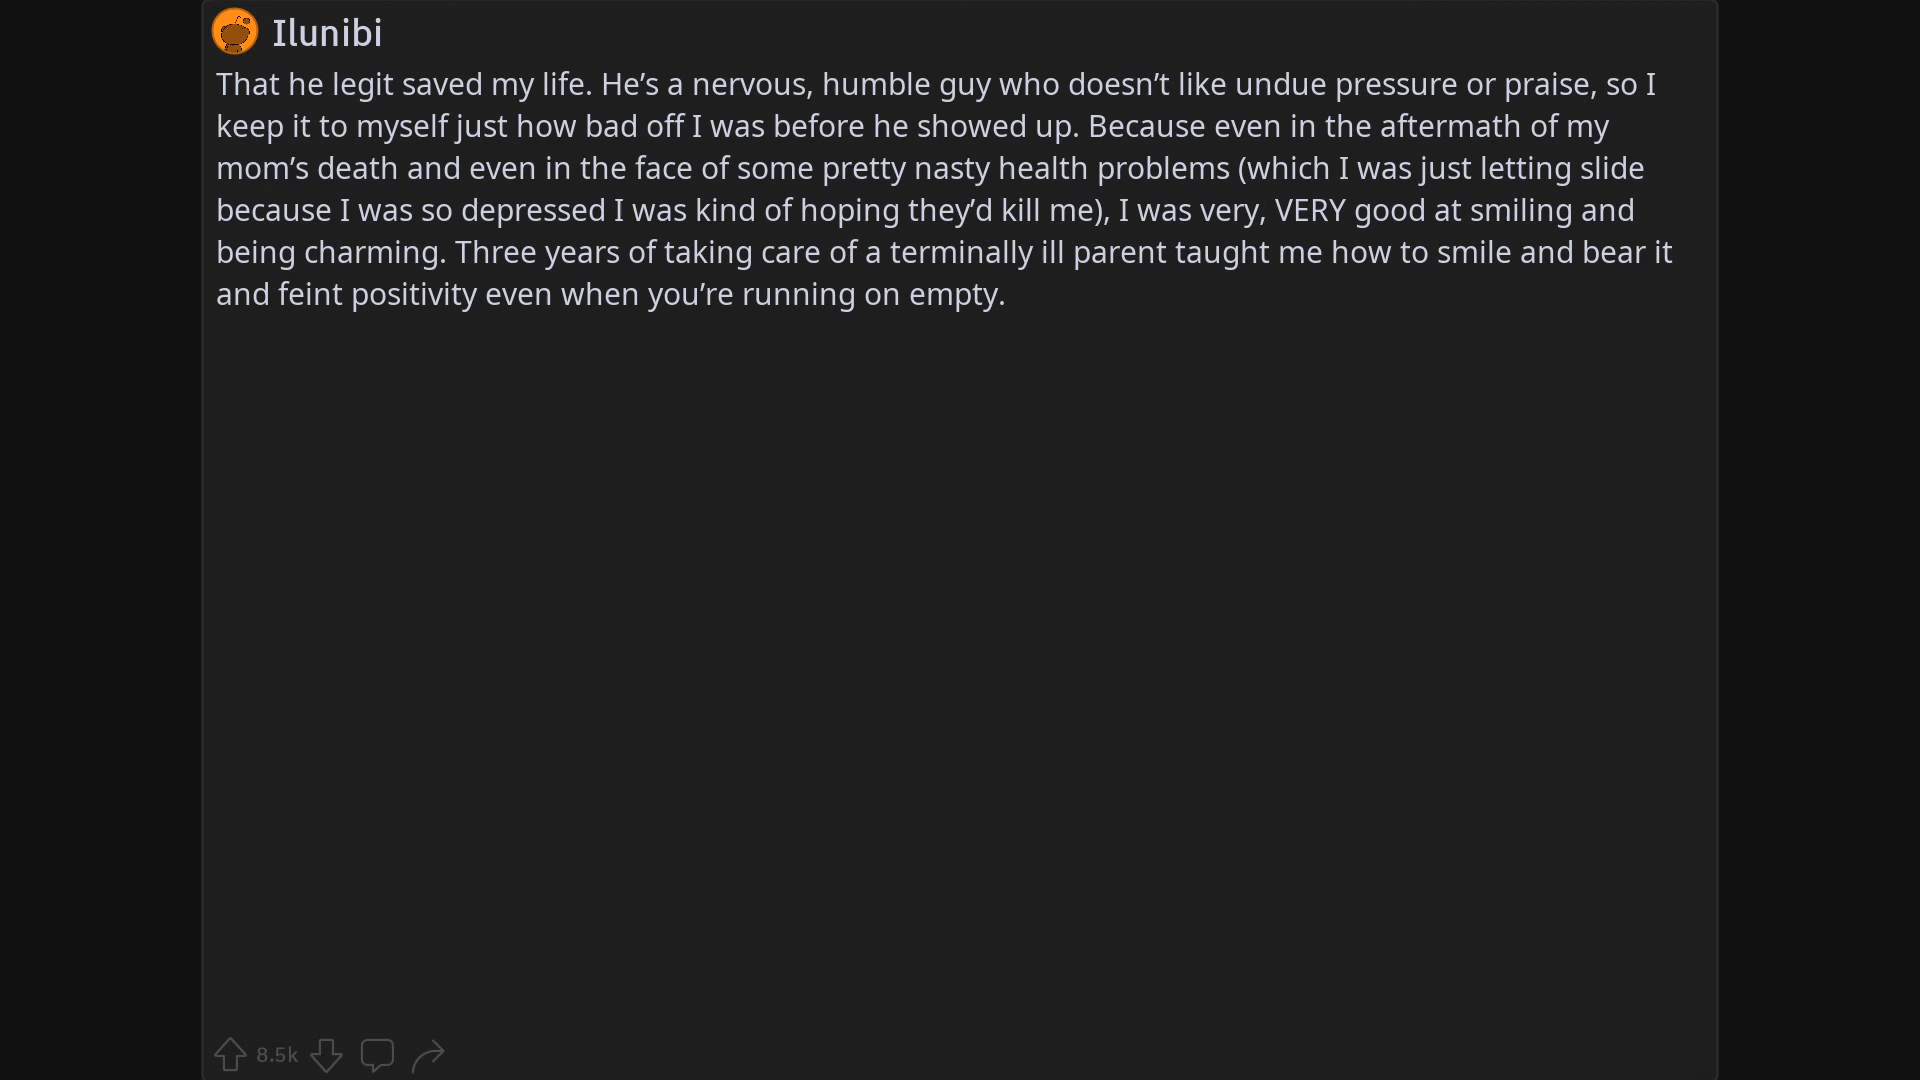 Ilunibi
That he legit saved my life. He’s a nervous, humble guy who doesn’t like undue pressure or praise, so I
keep it to myself just how bad off I was before he showed up. Because even in the aftermath of my
mom’s death and even in the face of some pretty nasty health problems (which I was just letting slide
because I was so depressed I was kind of hoping they’d kill me), I was very, VERY good at smiling and
being charming. Three years of taking care of a terminally ill parent taught me how to smile and bear it
and feint positivity even when you’re running on empty.
8.5k